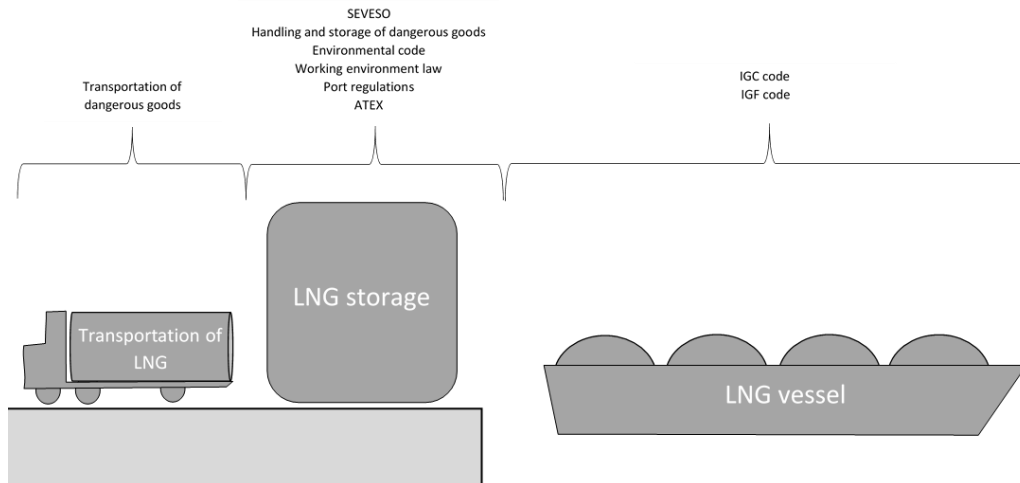 SEVESO
Handling and storage of dangerous goods
Environmental code
Working environment law
Port regulations
ATEX
Transportation of
dangerous goods
IGC code
IGF code
LNG storage
Transportation of
LNG
LNG vessel